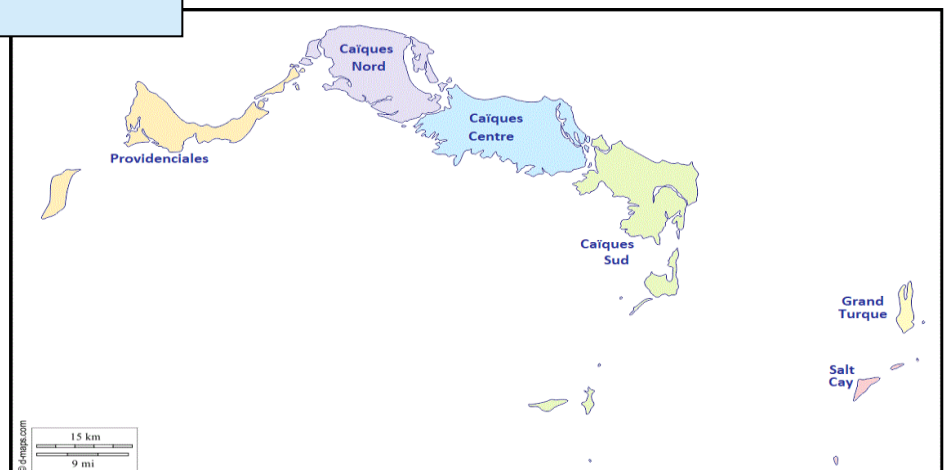 Caïques
Nord
Caïques
Centre
Providenciales
Caïques
Sud
Grand
Turque
Salt
Cay
15 km
9 mi
© d-maps.com